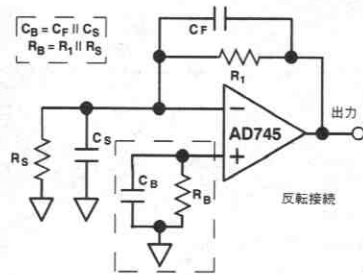 CB = CF || CS
RB = R1 || RS
CF
R1
出力
AD745
−
+
RS
CS
CB
RB
反転接続